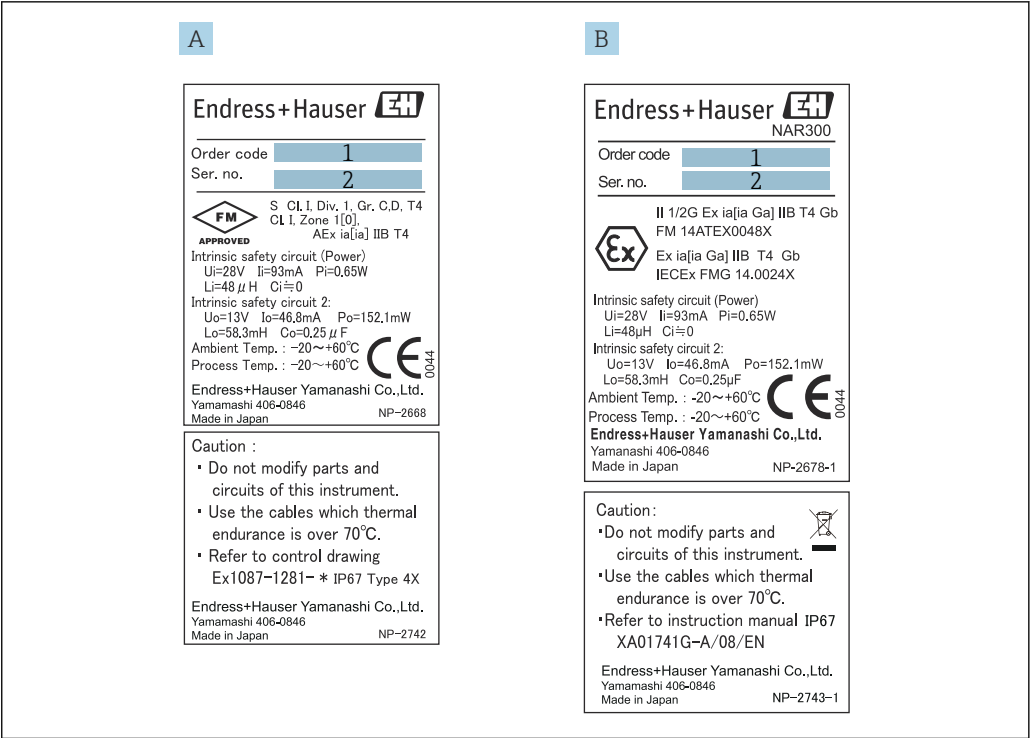 A
Endress+Hauser EH
Order code 1
Ser. no. 2
FM
APPROVED
S Cl. I, Div. 1, Gr. C,D, T4
Cl. I, Zone 1[0],
AEx ia[ia] IIB T4
Intrinsic safety circuit (Power)
Ui=28V Ii=93mA Pi=0.65W
Li=48μH Ci≒0
Intrinsic safety circuit 2:
Uo=13V Io=46.8mA Po=152.1mW
Lo=58.3mH Co=0.25μF
Ambient Temp. : -20～+60℃
Process Temp. : -20～+60℃
CE 0044
Endress+Hauser Yamanashi Co.,Ltd.
Yamamashi 406-0846
Made in Japan NP-2668
Caution :
・Do not modify parts and
circuits of this instrument.
・Use the cables which thermal
endurance is over 70℃.
・Refer to control drawing
Ex1087-1281-* IP67 Type 4X
Endress+Hauser Yamanashi Co.,Ltd.
Yamamashi 406-0846
Made in Japan NP-2742
B
Endress+Hauser EH
NAR300
Order code 1
Ser. no. 2
Ex
II 1/2G Ex ia[ia Ga] IIB T4 Gb
FM 14ATEX0048X
Ex ia[ia Ga] IIB T4 Gb
IECEx FMG 14.0024X
Intrinsic safety circuit (Power)
Ui=28V Ii=93mA Pi=0.65W
Li=48μH Ci≒0
Intrinsic safety circuit 2:
Uo=13V Io=46.8mA Po=152.1mW
Lo=58.3mH Co=0.25μF
Ambient Temp. : -20～+60℃
Process Temp. : -20～+60℃
CE 0044
Endress+Hauser Yamanashi Co.,Ltd.
Yamanashi 406-0846
Made in Japan NP-2678-1
Caution:
・Do not modify parts and
circuits of this instrument.
・Use the cables which thermal
endurance is over 70℃.
・Refer to instruction manual IP67
XA01741G-A/08/EN
Endress+Hauser Yamanashi Co.,Ltd.
Yamamashi 406-0846
Made in Japan NP-2743-1